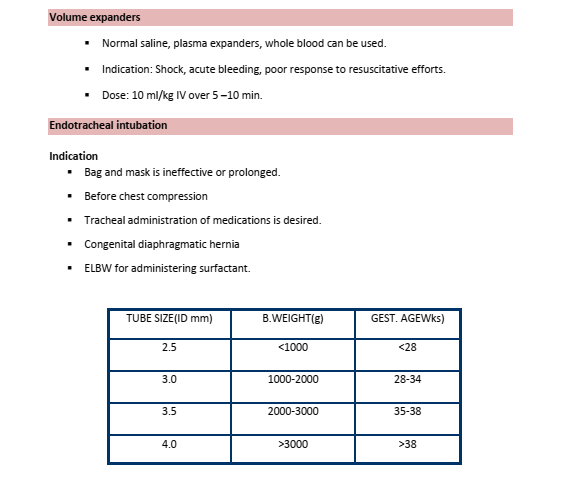 Volume expanders
▪ Normal saline, plasma expanders, whole blood can be used.
▪ Indication: Shock, acute bleeding, poor response to resuscitative efforts.
▪ Dose: 10 ml/kg IV over 5 –10 min.
Endotracheal intubation
Indication
▪ Bag and mask is ineffective or prolonged.
▪ Before chest compression
▪ Tracheal administration of medications is desired.
▪ Congenital diaphragmatic hernia
▪ ELBW for administering surfactant.
TUBE SIZE(ID mm) B.WEIGHT(g) GEST. AGEWks)
2.5 <1000 <28
3.0 1000-2000 28-34
3.5 2000-3000 35-38
4.0 >3000 >38